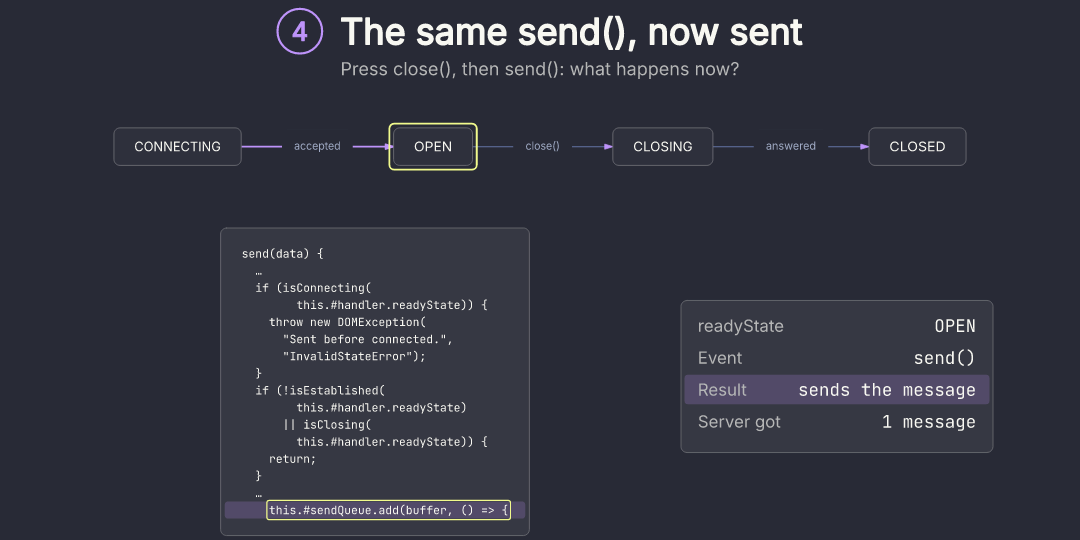 4
The same send(), now sent
Press close(), then send(): what happens now?
CONNECTING accepted OPEN close() CLOSING answered CLOSED
send(data) {
…
if (isConnecting(
this.#handler.readyState)) {
throw new DOMException(
"Sent before connected.",
"InvalidStateError");
}
if (!isEstablished(
this.#handler.readyState)
|| isClosing(
this.#handler.readyState)) {
return;
}
…
this.#sendQueue.add(buffer, () => {
readyState OPEN
Event send()
Result sends the message
Server got 1 message